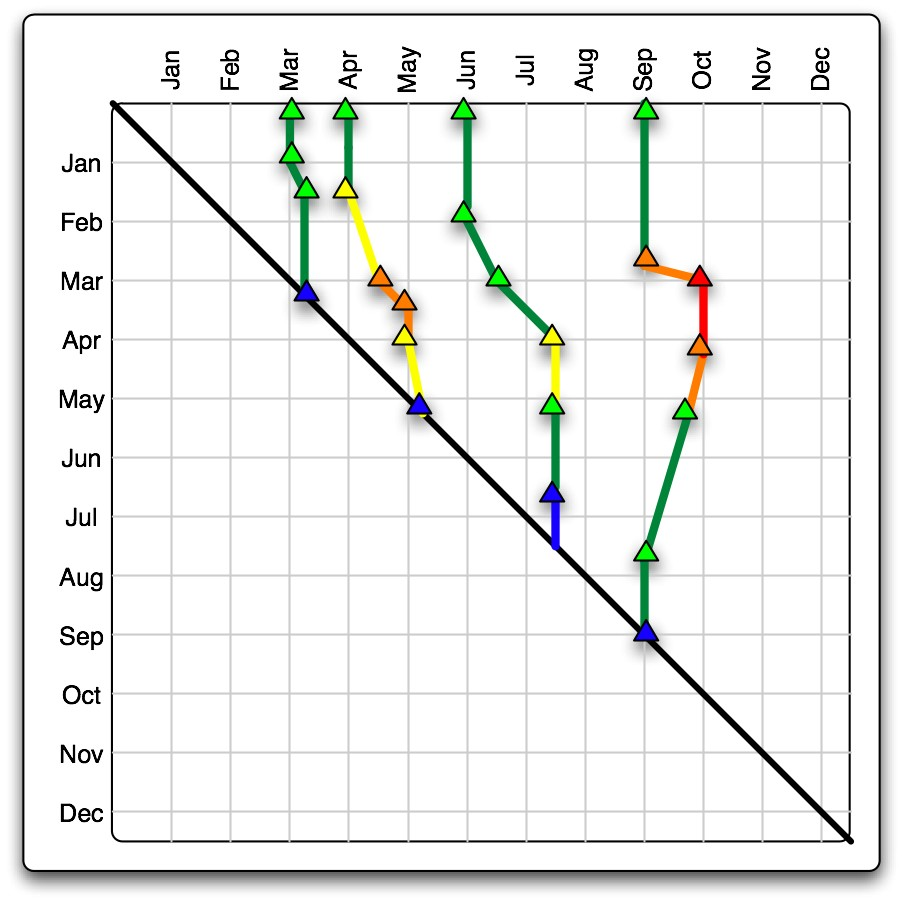 Jan Feb Mar Apr May Jun Jul Aug Sep Oct Nov Dec
Jan
Feb
Mar
Apr
May
Jun
Jul
Aug
Sep
Oct
Nov
Dec